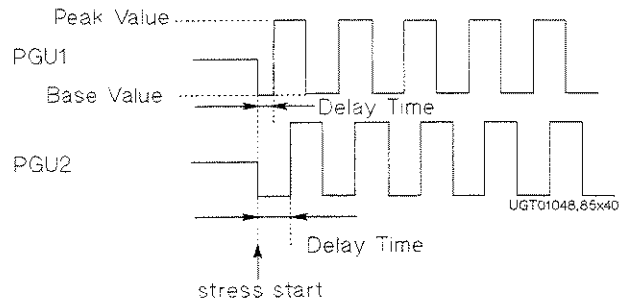 Peak Value
PGU1
Base Value
Delay Time
PGU2
UGT01048,85x40
Delay Time
stress start